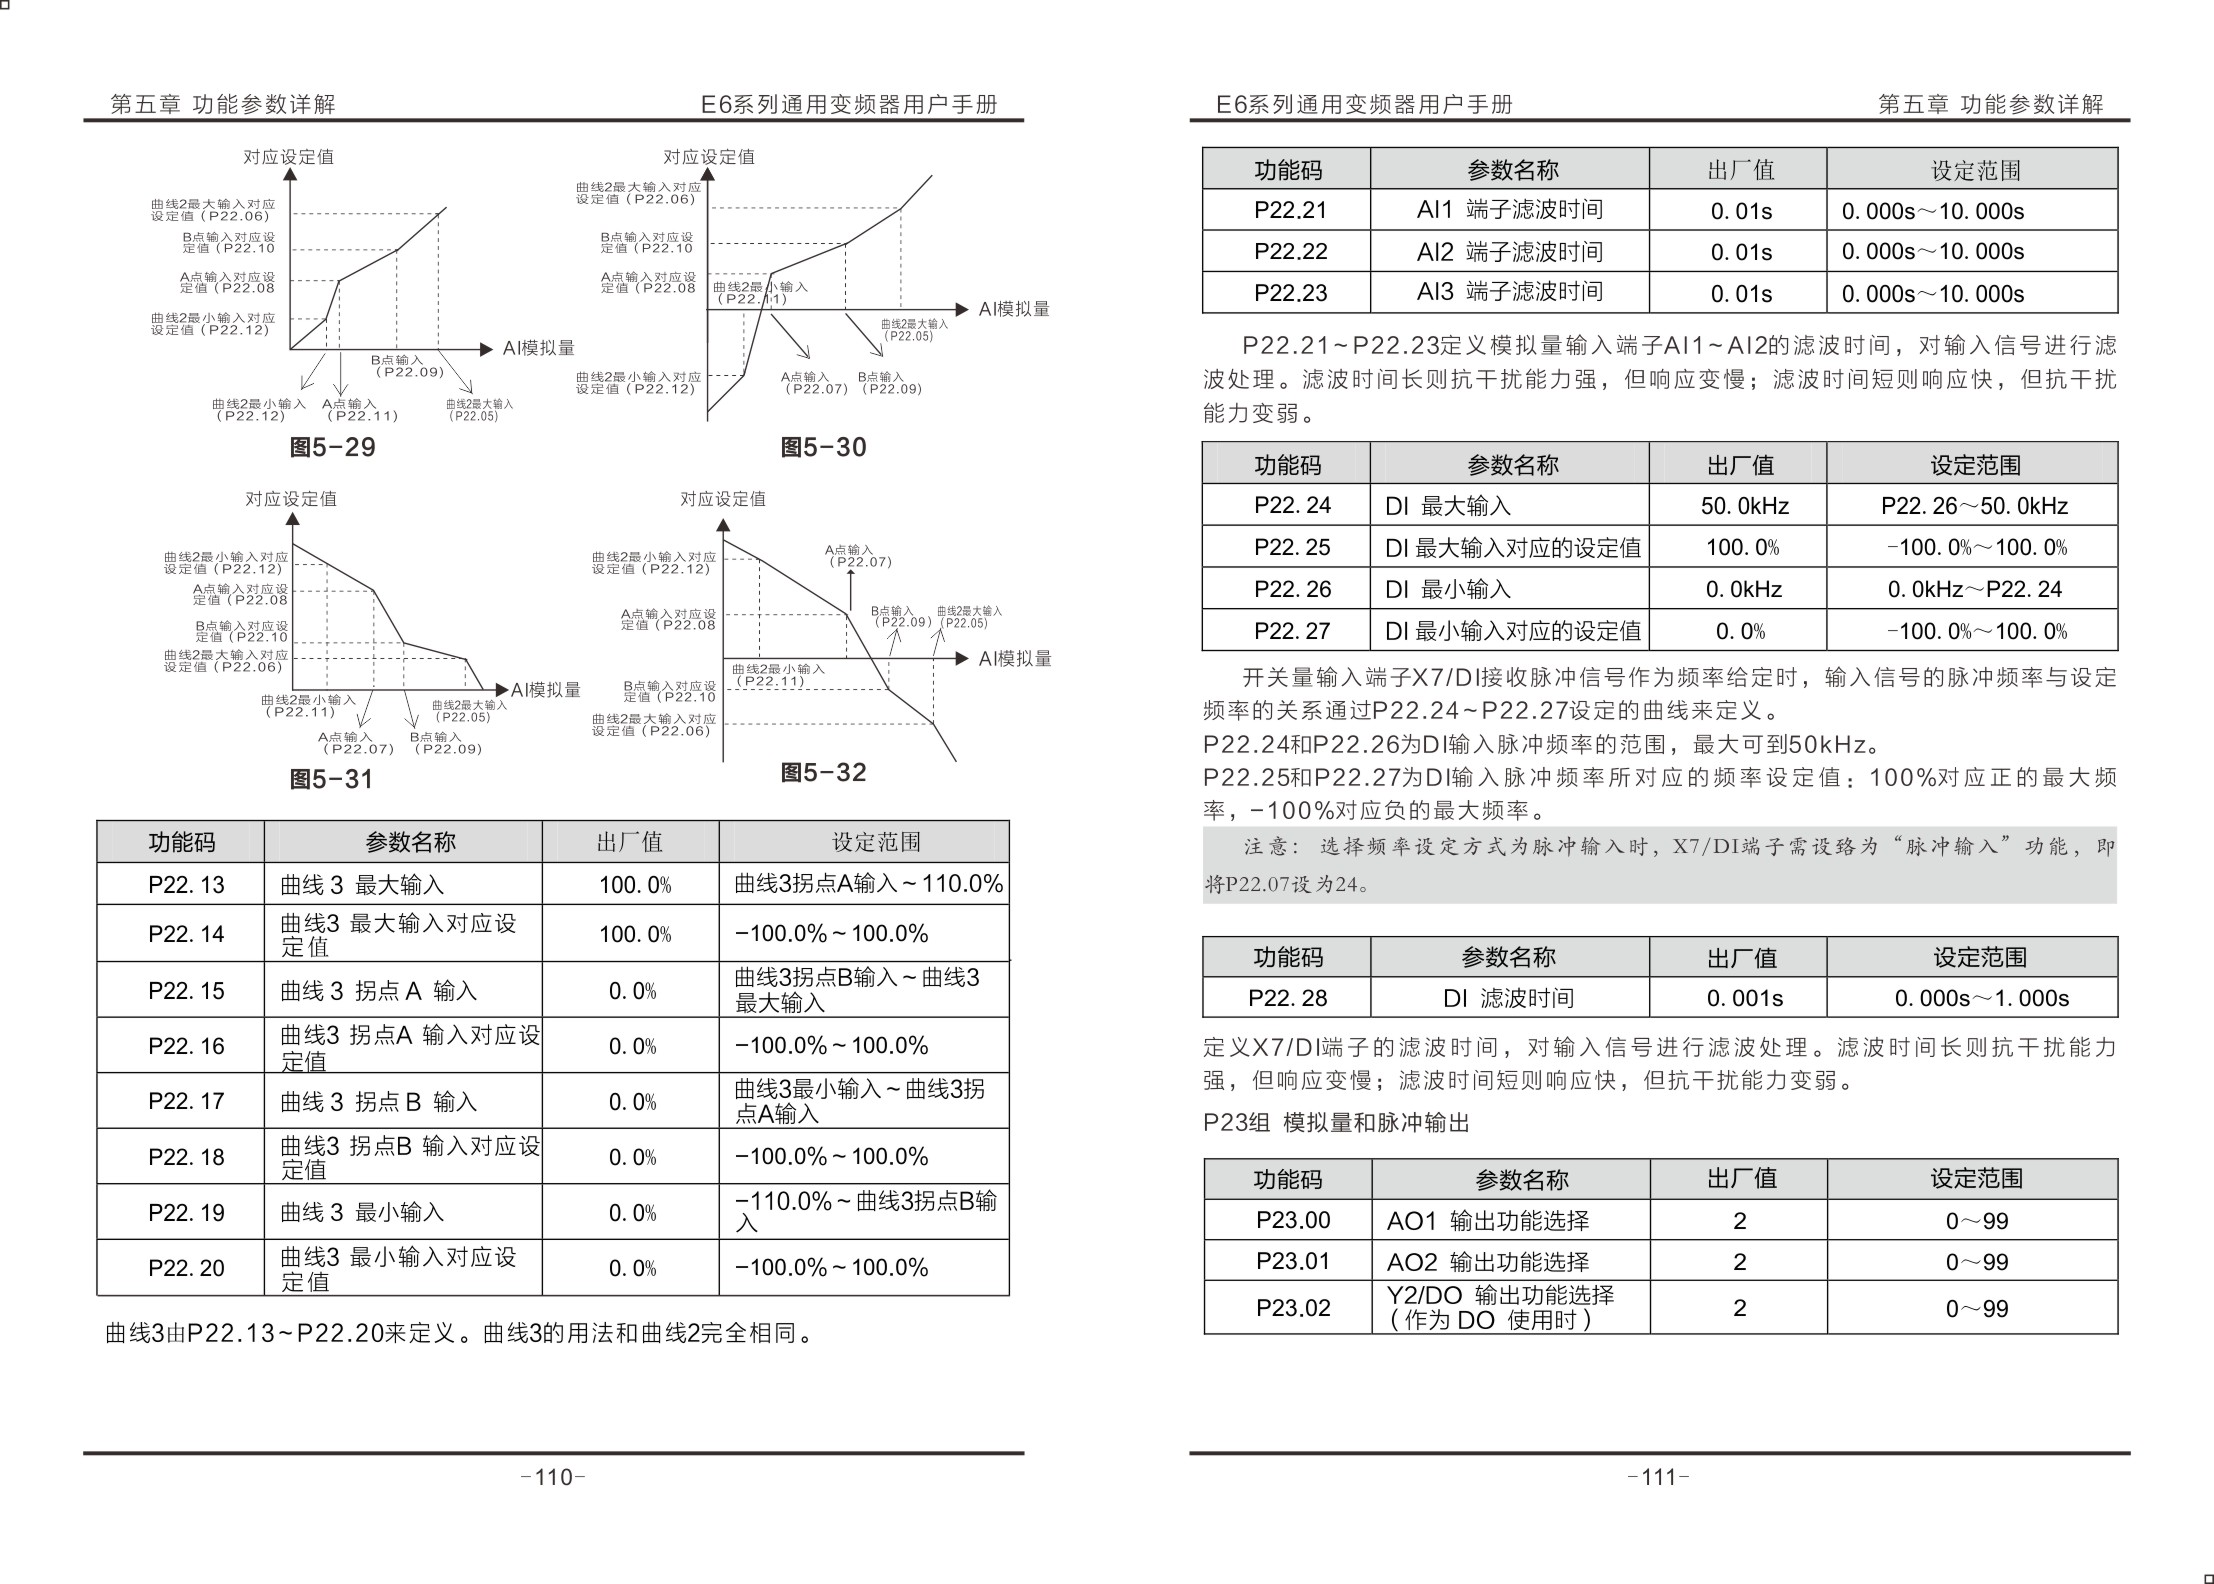 第五章 功能参数详解 E6系列通用变频器用户手册
对应设定值
曲线2最大输入对应
设定值（P22.06）
B点输入对应设
定值（P22.10
A点输入对应设
定值（P22.08
曲线2最小输入对应
设定值（P22.12）
AI模拟量
B点输入
（P22.09）
曲线2最小输入
（P22.12）
A点输入
（P22.11）
曲线2最大输入
（P22.05）
图5-29
对应设定值
曲线2最大输入对应
设定值（P22.06）
B点输入对应设
定值（P22.10
A点输入对应设
定值（P22.08
曲线2最小输入
（P22.11）
AI模拟量
曲线2最大输入
（P22.05）
曲线2最小输入对应
设定值（P22.12）
A点输入
（P22.07）
B点输入
（P22.09）
图5-30
对应设定值
曲线2最小输入对应
设定值（P22.12）
A点输入对应设
定值（P22.08
B点输入对应设
定值（P22.10
曲线2最大输入对应
设定值（P22.06）
AI模拟量
曲线2最小输入
（P22.11）
曲线2最大输入
（P22.05）
A点输入
（P22.07）
B点输入
（P22.09）
图5-31
对应设定值
曲线2最小输入对应
设定值（P22.12）
A点输入
（P22.07）
A点输入对应设
定值（P22.08
B点输入
（P22.09）
曲线2最大输入
（P22.05）
AI模拟量
曲线2最小输入
（P22.11）
B点输入对应设
定值（P22.10
曲线2最大输入对应
设定值（P22.06）
图5-32
功能码 参数名称 出厂值 设定范围
P22.13 曲线 3 最大输入 100.0% 曲线3拐点A输入～110.0%
P22.14 曲线3 最大输入对应设
定值 100.0% -100.0%～100.0%
P22.15 曲线 3 拐点 A 输入 0.0% 曲线3拐点B输入～曲线3
最大输入
P22.16 曲线3 拐点A 输入对应设
定值 0.0% -100.0%～100.0%
P22.17 曲线 3 拐点 B 输入 0.0% 曲线3最小输入～曲线3拐
点A输入
P22.18 曲线3 拐点B 输入对应设
定值 0.0% -100.0%～100.0%
P22.19 曲线 3 最小输入 0.0% -110.0%～曲线3拐点B输
入
P22.20 曲线3 最小输入对应设
定值 0.0% -100.0%～100.0%
曲线3由P22.13～P22.20来定义。曲线3的用法和曲线2完全相同。
-110-
E6系列通用变频器用户手册 第五章 功能参数详解
功能码 参数名称 出厂值 设定范围
P22.21 AI1 端子滤波时间 0.01s 0.000s～10.000s
P22.22 AI2 端子滤波时间 0.01s 0.000s～10.000s
P22.23 AI3 端子滤波时间 0.01s 0.000s～10.000s
P22.21～P22.23定义模拟量输入端子AI1～AI2的滤波时间，对输入信号进行滤
波处理。滤波时间长则抗干扰能力强，但响应变慢；滤波时间短则响应快，但抗干扰
能力变弱。
功能码 参数名称 出厂值 设定范围
P22.24 DI 最大输入 50.0kHz P22.26～50.0kHz
P22.25 DI 最大输入对应的设定值 100.0% -100.0%～100.0%
P22.26 DI 最小输入 0.0kHz 0.0kHz～P22.24
P22.27 DI 最小输入对应的设定值 0.0% -100.0%～100.0%
开关量输入端子X7/DI接收脉冲信号作为频率给定时，输入信号的脉冲频率与设定
频率的关系通过P22.24～P22.27设定的曲线来定义。
P22.24和P22.26为DI输入脉冲频率的范围，最大可到50kHz。
P22.25和P22.27为DI输入脉冲频率所对应的频率设定值：100%对应正的最大频
率，-100%对应负的最大频率。
注意： 选择频率设定方式为脉冲输入时，X7/DI端子需设臵为“脉冲输入”功能，即
将P22.07设为24。
功能码 参数名称 出厂值 设定范围
P22.28 DI 滤波时间 0.001s 0.000s～1.000s
定义X7/DI端子的滤波时间，对输入信号进行滤波处理。滤波时间长则抗干扰能力
强，但响应变慢；滤波时间短则响应快，但抗干扰能力变弱。
P23组 模拟量和脉冲输出
功能码 参数名称 出厂值 设定范围
P23.00 AO1 输出功能选择 2 0～99
P23.01 AO2 输出功能选择 2 0～99
P23.02 Y2/DO 输出功能选择
（作为 DO 使用时） 2 0～99
-111-